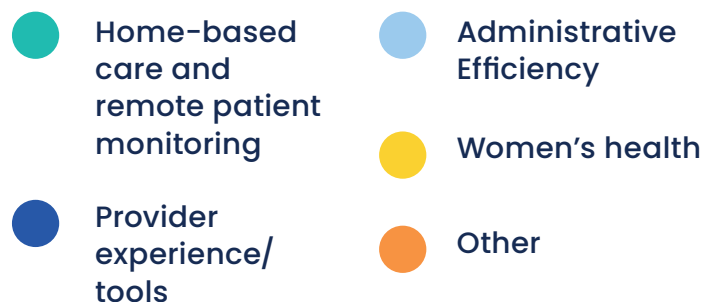 Home-based
care and
remote patient
monitoring
Provider
experience/
tools
Administrative
Efficiency
Women’s health
Other